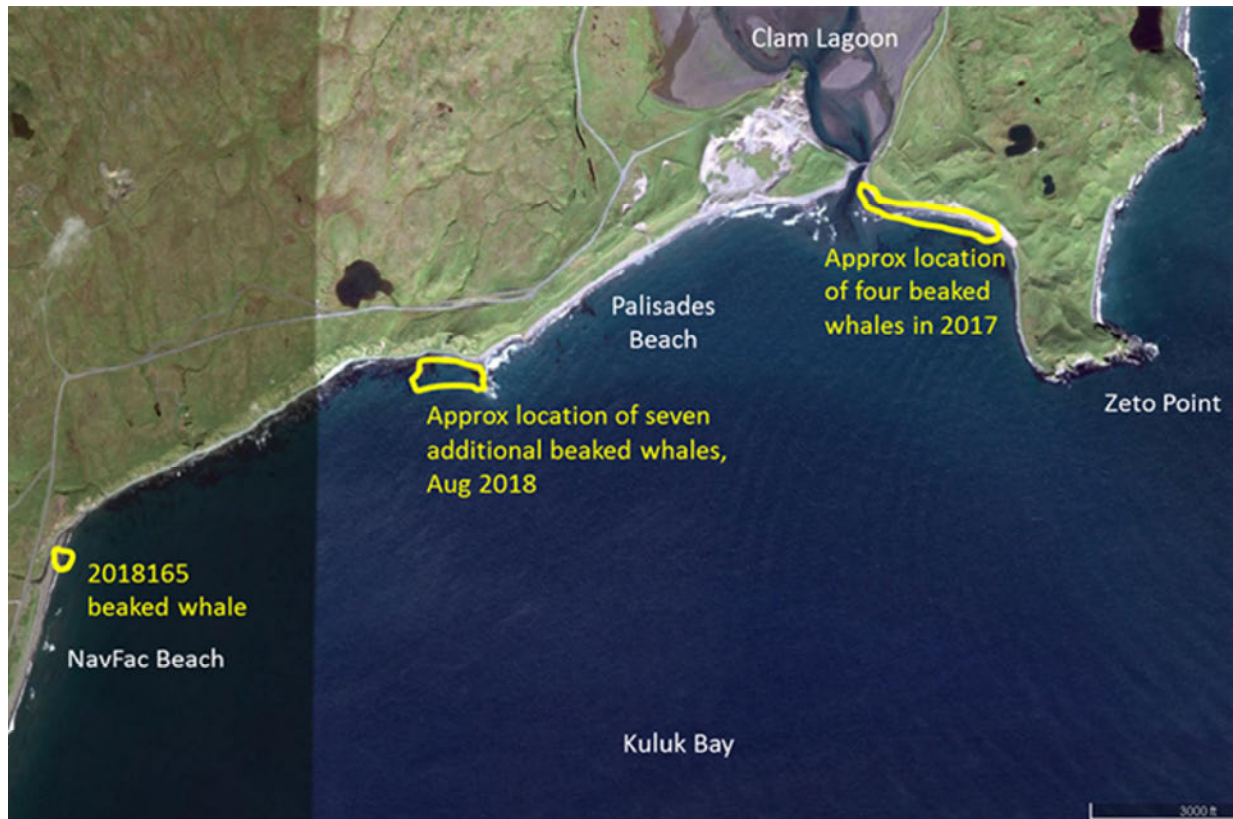 Clam Lagoon
Approx location
of four beaked
whales in 2017
Palisades
Beach
Zeto Point
Approx location of seven
additional beaked whales,
Aug 2018
2018165
beaked whale
NavFac Beach
Kuluk Bay
3000 ft